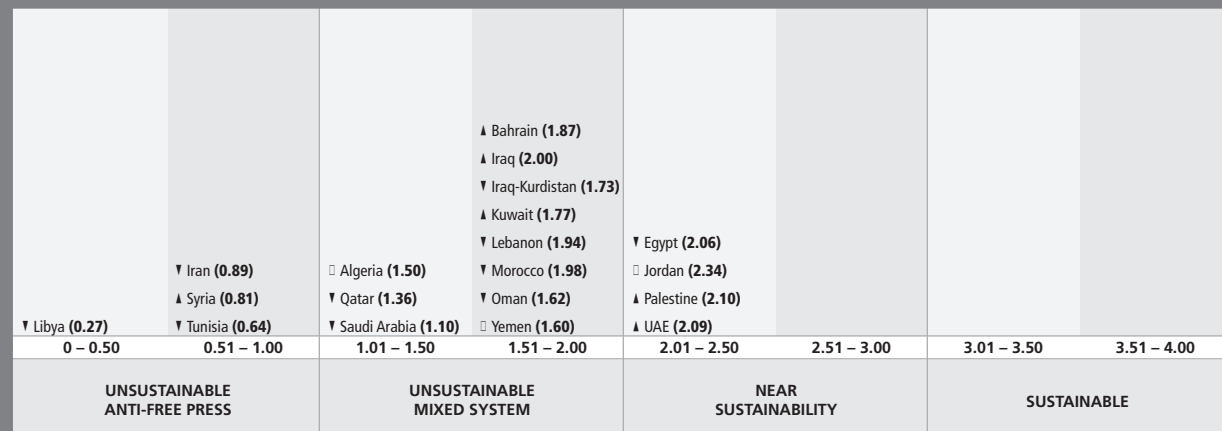 ▲ Bahrain (1.87)
▲ Iraq (2.00)
▼ Iraq-Kurdistan (1.73)
▲ Kuwait (1.77)
▼ Lebanon (1.94)
▼ Egypt (2.06)
▼ Iran (0.89)
▯ Algeria (1.50)
▼ Morocco (1.98)
▯ Jordan (2.34)
▲ Syria (0.81)
▼ Qatar (1.36)
▼ Oman (1.62)
▲ Palestine (2.10)
▼ Libya (0.27)
▼ Tunisia (0.64)
▼ Saudi Arabia (1.10)
▯ Yemen (1.60)
▲ UAE (2.09)
0 – 0.50
0.51 – 1.00
1.01 – 1.50
1.51 – 2.00
2.01 – 2.50
2.51 – 3.00
3.01 – 3.50
3.51 – 4.00
UNSUSTAINABLE
ANTI-FREE PRESS
UNSUSTAINABLE
MIXED SYSTEM
NEAR
SUSTAINABILITY
SUSTAINABLE